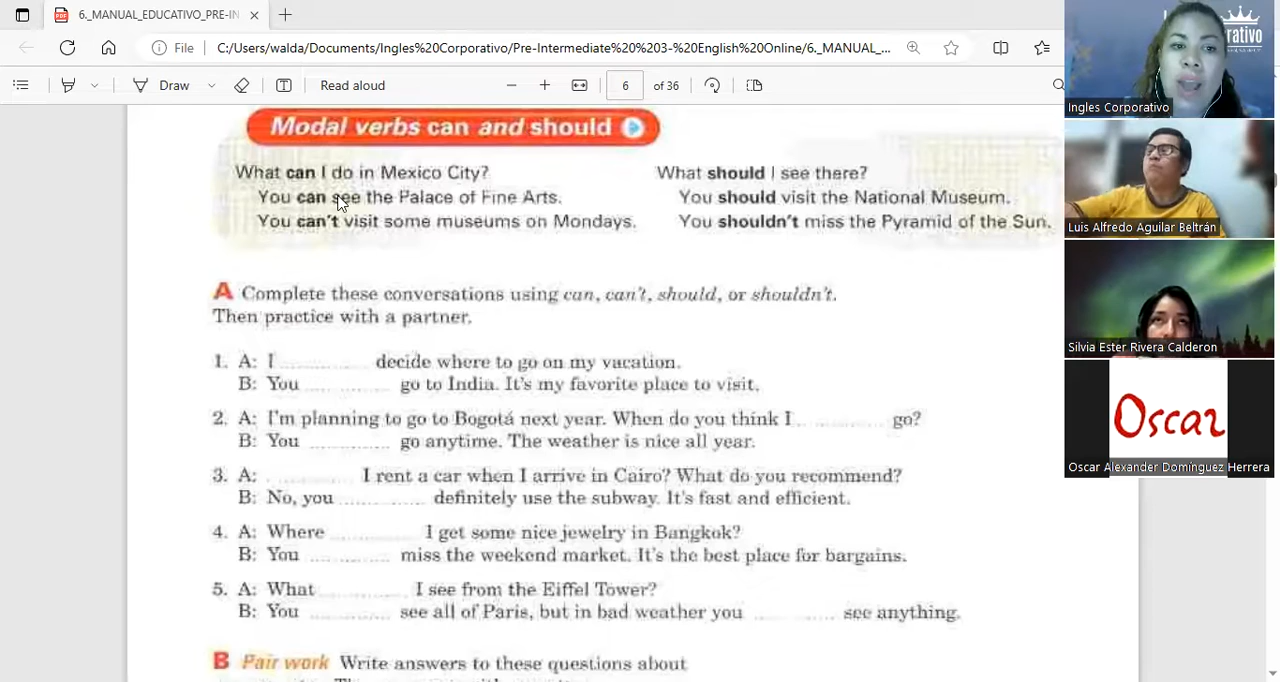 6._MANUAL_EDUCATIVO_PRE-IN
File C:/Users/walda/Documents/Ingles%20Corporativo/Pre-Intermediate%20%203-%20English%20Online/6._MANUAL_...
Draw
Read aloud
6 of 36
Modal verbs can and should
What can I do in Mexico City?
You can see the Palace of Fine Arts.
You can't visit some museums on Mondays.
What should I see there?
You should visit the National Museum.
You shouldn't miss the Pyramid of the Sun.
A Complete these conversations using can, can't, should, or shouldn't.
Then practice with a partner.
1. A: I ............ decide where to go on my vacation.
B: You ............ go to India. It's my favorite place to visit.
2. A: I'm planning to go to Bogotá next year. When do you think I ............ go?
B: You ............ go anytime. The weather is nice all year.
3. A: ............ I rent a car when I arrive in Cairo? What do you recommend?
B: No, you ............ definitely use the subway. It's fast and efficient.
4. A: Where ............ I get some nice jewelry in Bangkok?
B: You ............ miss the weekend market. It's the best place for bargains.
5. A: What ............ I see from the Eiffel Tower?
B: You ............ see all of Paris, but in bad weather you ............ see anything.
B Pair work Write answers to these questions about
Ingles Corporativo
Luis Alfredo Aguilar Beltrán
Silvia Ester Rivera Calderon
Oscar
Oscar Alexander Domínguez Herrera